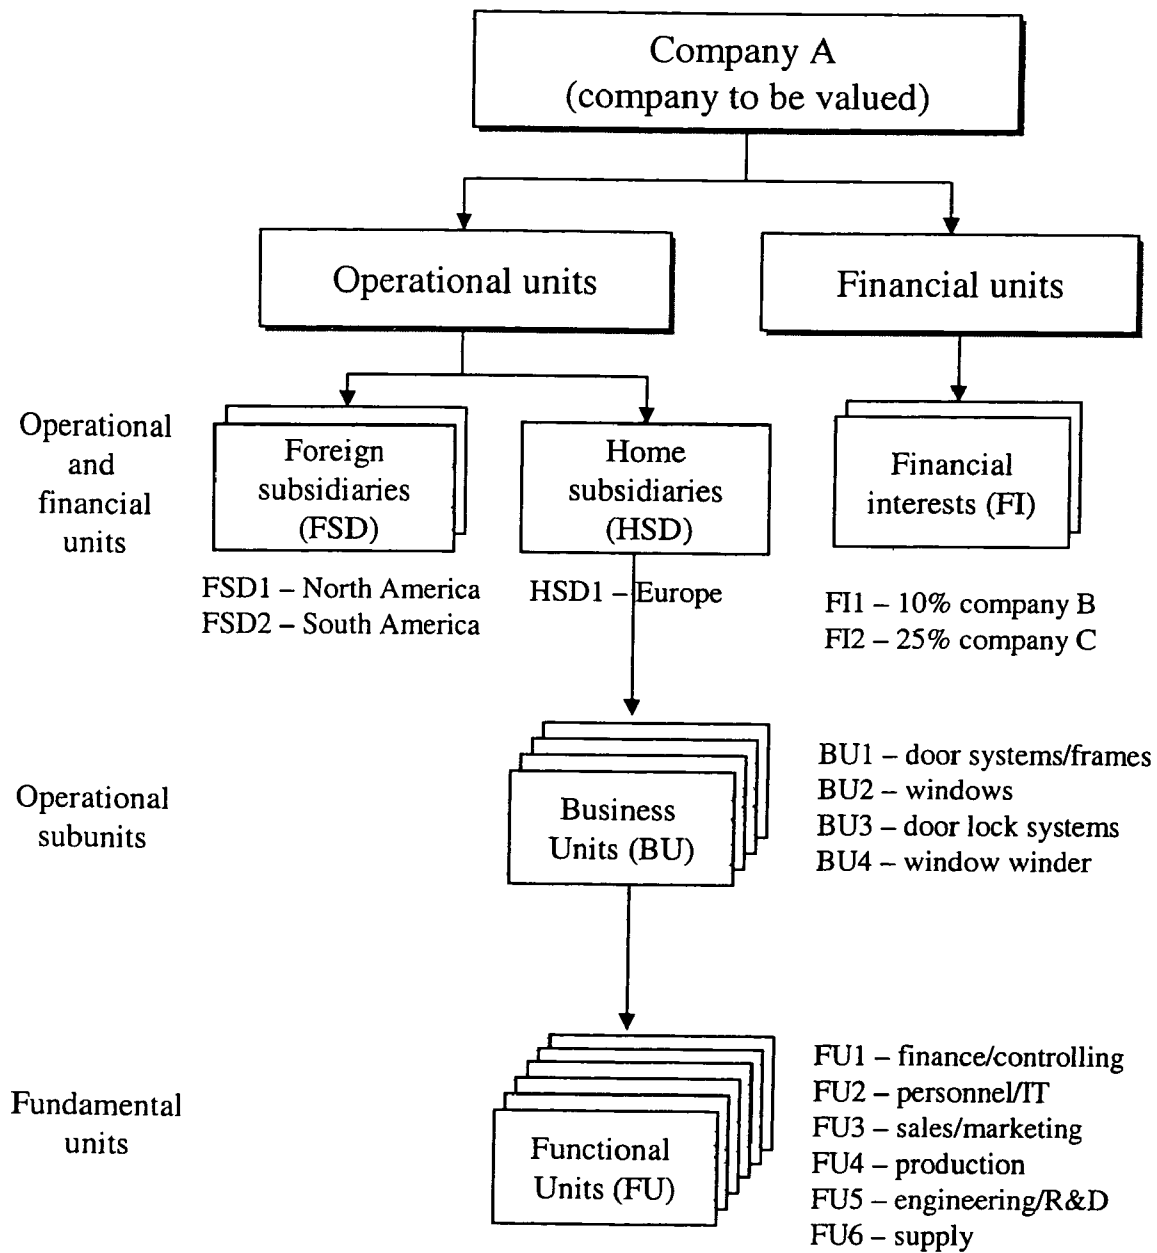 Company A
(company to be valued)
Operational units
Financial units
Operational
and
financial
units
Foreign
subsidiaries
(FSD)
Home
subsidiaries
(HSD)
Financial
interests (FI)
FSD1 – North America
FSD2 – South America
HSD1 – Europe
FI1 – 10% company B
FI2 – 25% company C
Operational
subunits
Business
Units (BU)
BU1 – door systems/frames
BU2 – windows
BU3 – door lock systems
BU4 – window winder
Fundamental
units
Functional
Units (FU)
FU1 – finance/controlling
FU2 – personnel/IT
FU3 – sales/marketing
FU4 – production
FU5 – engineering/R&D
FU6 – supply